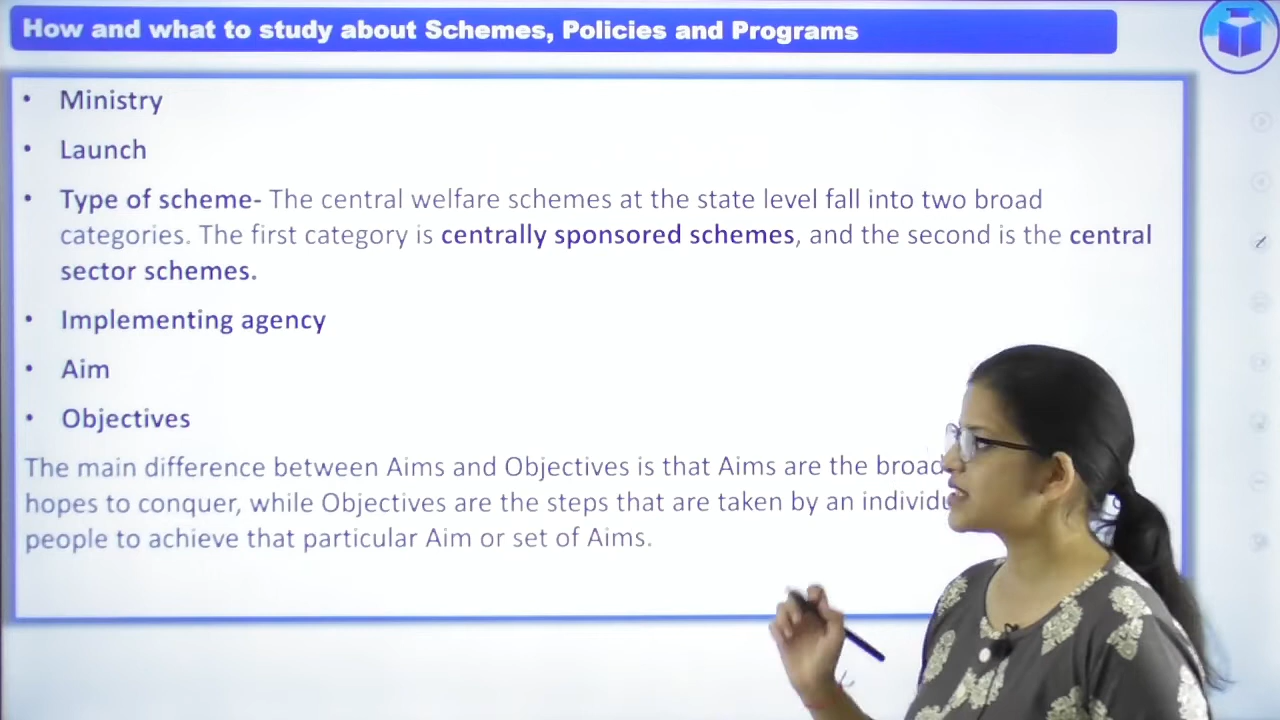 How and what to study about Schemes, Policies and Programs
• Ministry
• Launch
• Type of scheme- The central welfare schemes at the state level fall into two broad
categories. The first category is centrally sponsored schemes, and the second is the central
sector schemes.
• Implementing agency
• Aim
• Objectives
The main difference between Aims and Objectives is that Aims are the broad
hopes to conquer, while Objectives are the steps that are taken by an
people to achieve that particular Aim or set of Aims.